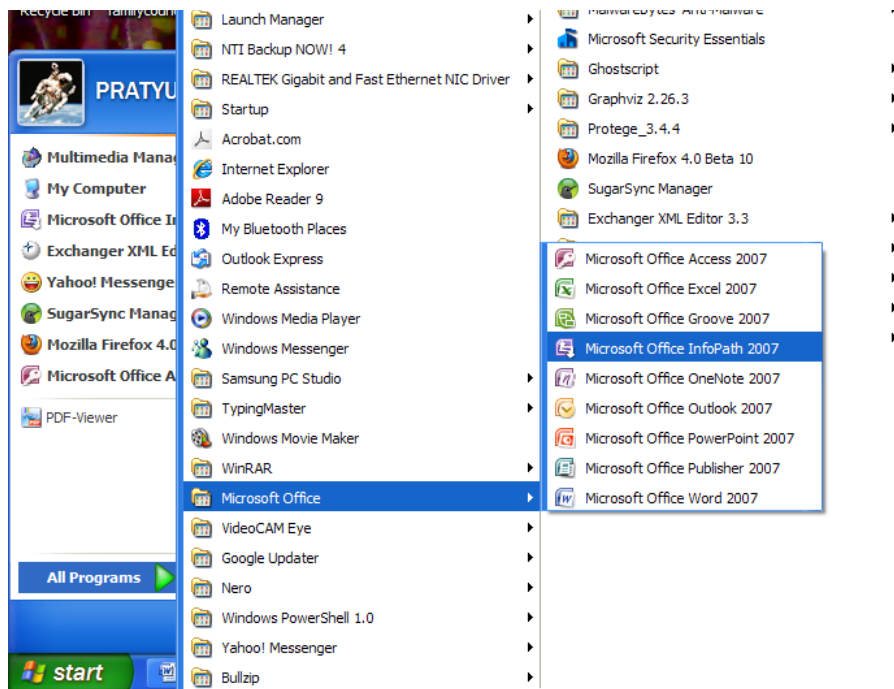 Recycle Bin
PRATYU
Multimedia Mana
My Computer
Microsoft Office I
Exchanger XML Ed
Yahoo! Messenge
SugarSync Manag
Mozilla Firefox 4.0
Microsoft Office A
PDF-Viewer
All Programs
start
Launch Manager
NTI Backup NOW! 4
REALTEK Gigabit and Fast Ethernet NIC Driver
Startup
Acrobat.com
Internet Explorer
Adobe Reader 9
My Bluetooth Places
Outlook Express
Remote Assistance
Windows Media Player
Windows Messenger
Samsung PC Studio
TypingMaster
Windows Movie Maker
WinRAR
Microsoft Office
VideoCAM Eye
Google Updater
Nero
Windows PowerShell 1.0
Yahoo! Messenger
Bullzip
Malwarebytes' Anti-Malware
Microsoft Security Essentials
Ghostscript
Graphviz 2.26.3
Protege_3.4.4
Mozilla Firefox 4.0 Beta 10
SugarSync Manager
Exchanger XML Editor 3.3
Microsoft Office Access 2007
Microsoft Office Excel 2007
Microsoft Office Groove 2007
Microsoft Office InfoPath 2007
Microsoft Office OneNote 2007
Microsoft Office Outlook 2007
Microsoft Office PowerPoint 2007
Microsoft Office Publisher 2007
Microsoft Office Word 2007